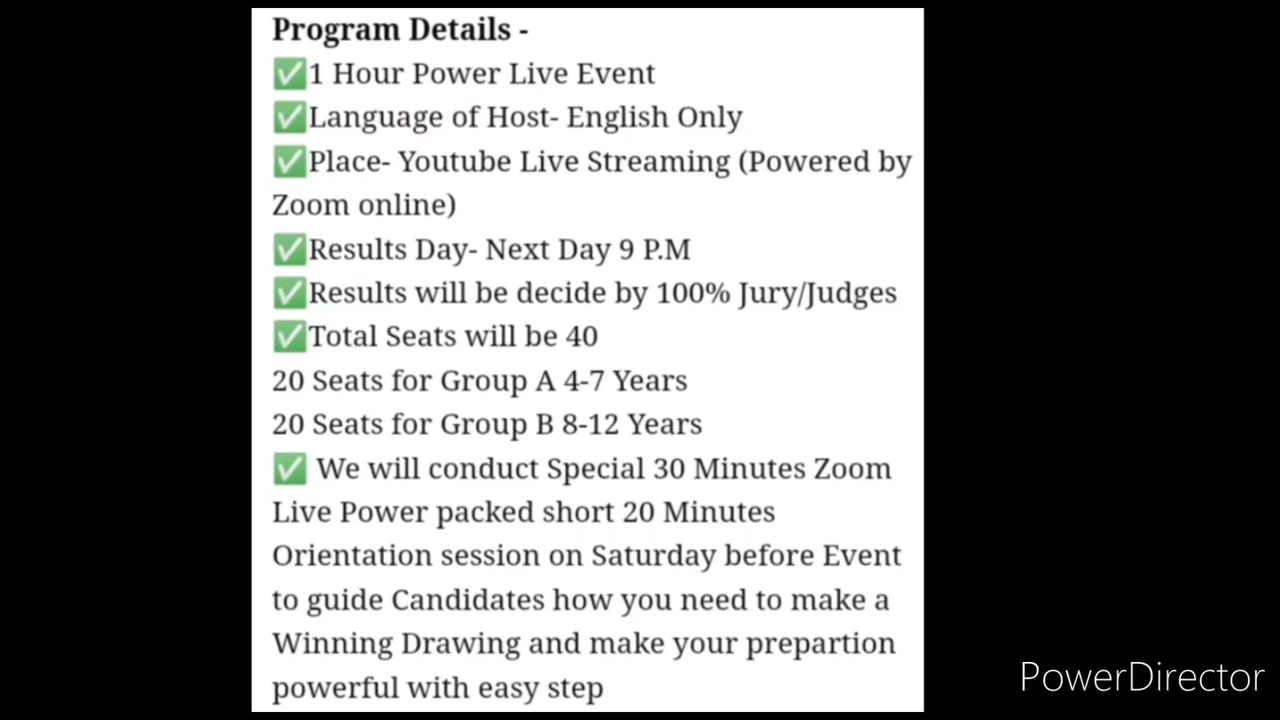 Program Details -
✅1 Hour Power Live Event
✅Language of Host- English Only
✅Place- Youtube Live Streaming (Powered by
Zoom online)
✅Results Day- Next Day 9 P.M
✅Results will be decide by 100% Jury/Judges
✅Total Seats will be 40
20 Seats for Group A 4-7 Years
20 Seats for Group B 8-12 Years
✅ We will conduct Special 30 Minutes Zoom
Live Power packed short 20 Minutes
Orientation session on Saturday before Event
to guide Candidates how you need to make a
Winning Drawing and make your prepartion
powerful with easy step
PowerDirector